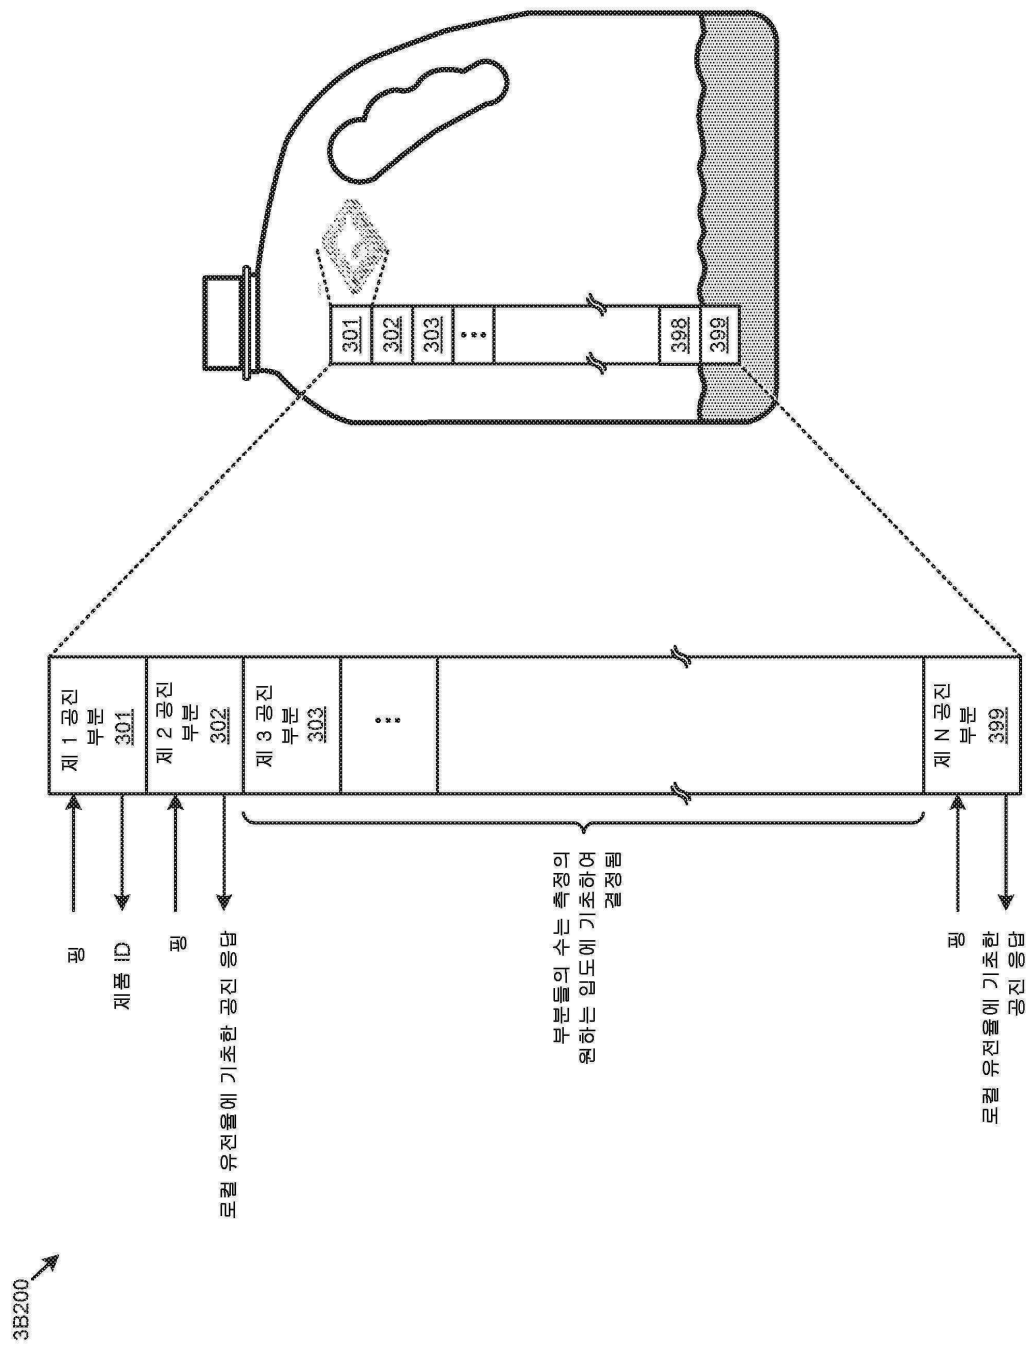 3B200
핑
제품 ID
핑
로컬 유전율에 기초한 공진 응답
제 1 공진
부분
301
제 2 공진
부분
302
제 3 공진
부분
303
부분들의 수는 측정의
원하는 입도에 기초하여
결정됨
핑
로컬 유전율에 기초한
공진 응답
제 N 공진
부분
399
301
302
303
398
399